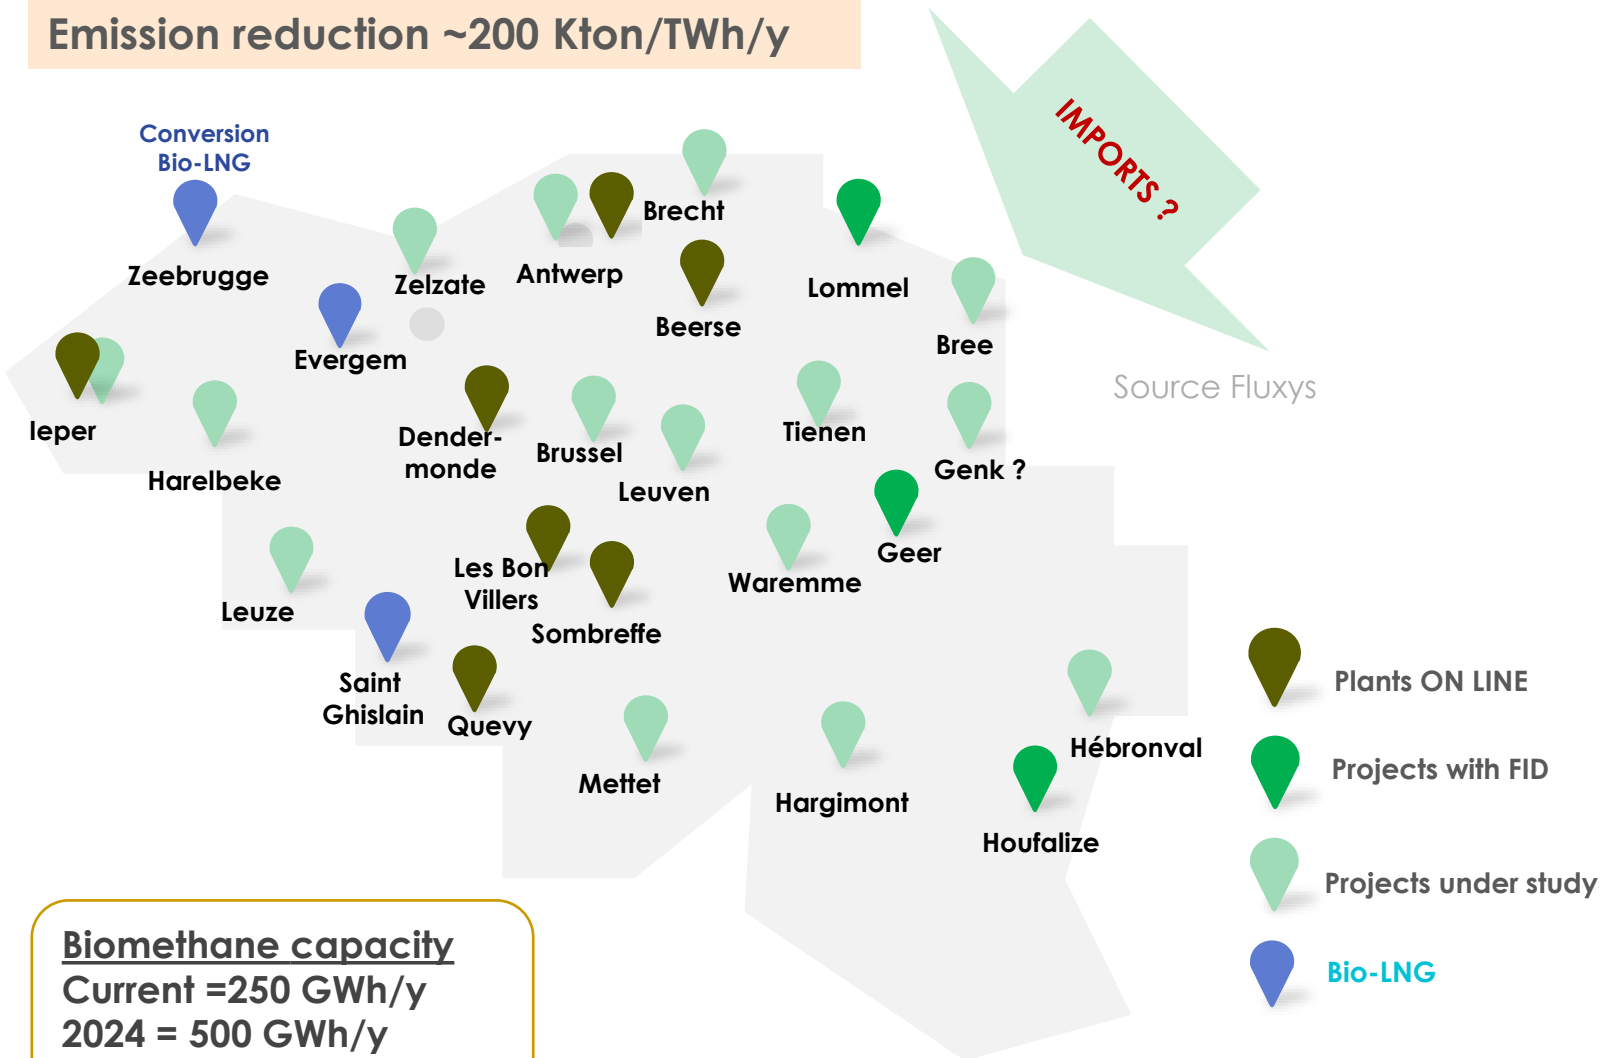 Emission reduction ~200 Kton/TWh/y
IMPORTS ?
Conversion
Bio-LNG
Zeebrugge
Zelzate
Antwerp
Brecht
Lommel
Evergem
Beerse
Bree
Source Fluxys
Ieper
Harelbeke
Dender-
monde
Brussel
Leuven
Tienen
Genk ?
Geer
Leuze
Les Bon
Villers
Waremme
Sombreffe
Saint
Ghislain
Quevy
Mettet
Hargimont
Hébronval
Houfalize
Plants ON LINE
Projects with FID
Projects under study
Bio-LNG
Biomethane capacity
Current =250 GWh/y
2024 = 500 GWh/y